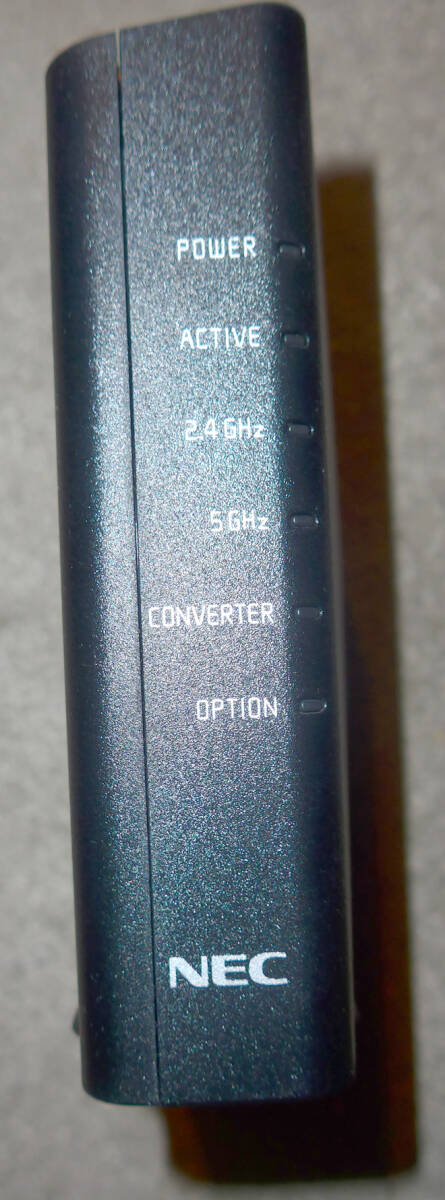 POWER
ACTIVE
2.4GHz
5GHz
CONVERTER
OPTION
NEC